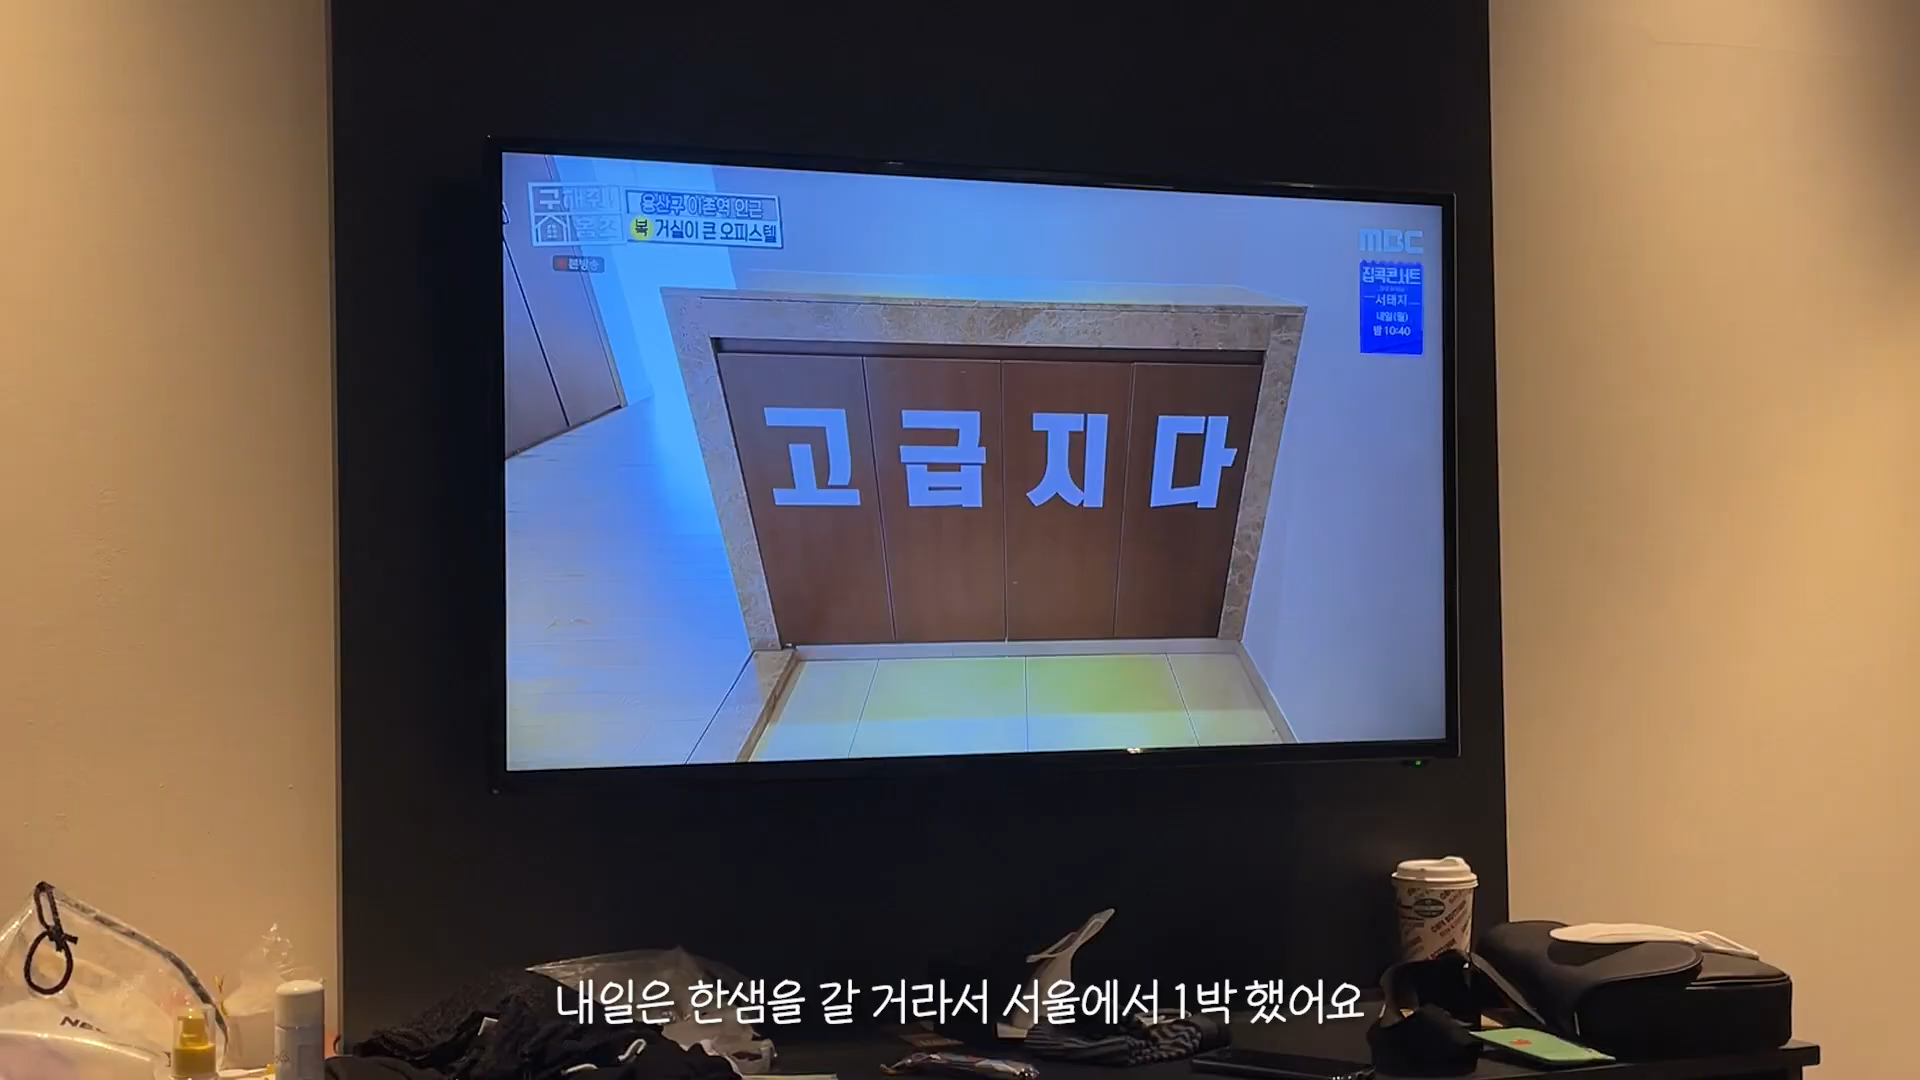 구해줘!
홈즈
용산구 이촌역 인근
복 거실이 큰 오피스텔
본방송
MBC
집콕콘서트
서태지
내일(월)
밤 10:40
고급지다
내일은 한샘을 갈 거라서 서울에서 1박 했어요